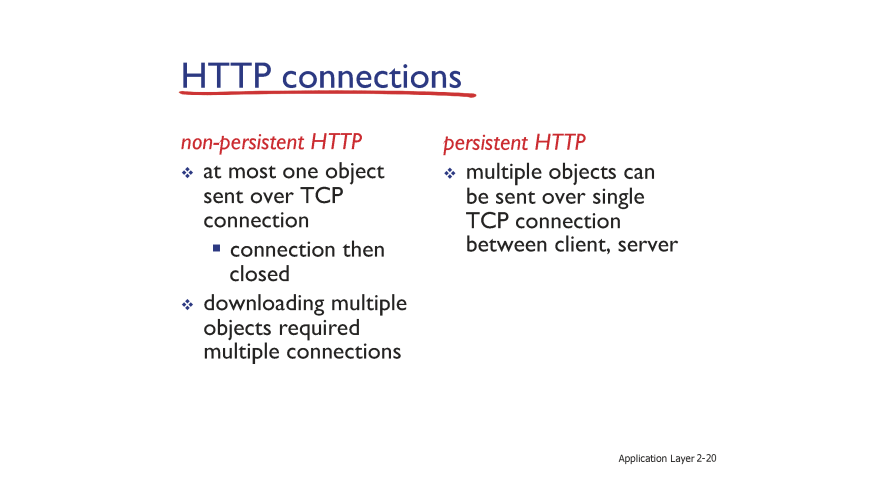 HTTP connections
non-persistent HTTP
at most one object
sent over TCP
connection
connection then
closed
downloading multiple
objects required
multiple connections
persistent HTTP
multiple objects can
be sent over single
TCP connection
between client, server
Application Layer 2-20